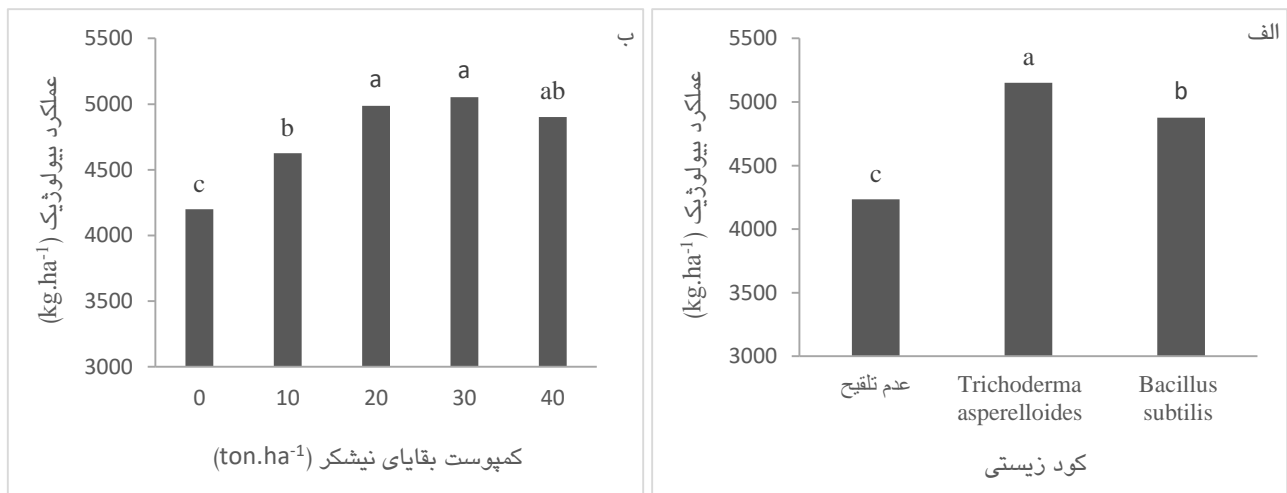 الف
5500
5000
4500
4000
3500
3000
عملکرد بیولوژیک
(kg.ha-1)
c
a
b
عدم تلقیح
Trichoderma
asperelloides
Bacillus
subtilis
کود زیستی
ب
5500
5000
4500
4000
3500
3000
عملکرد بیولوژیک
(kg.ha-1)
c
b
a
a
ab
0
10
20
30
40
کمپوست بقایای نیشکر (ton.ha-1)